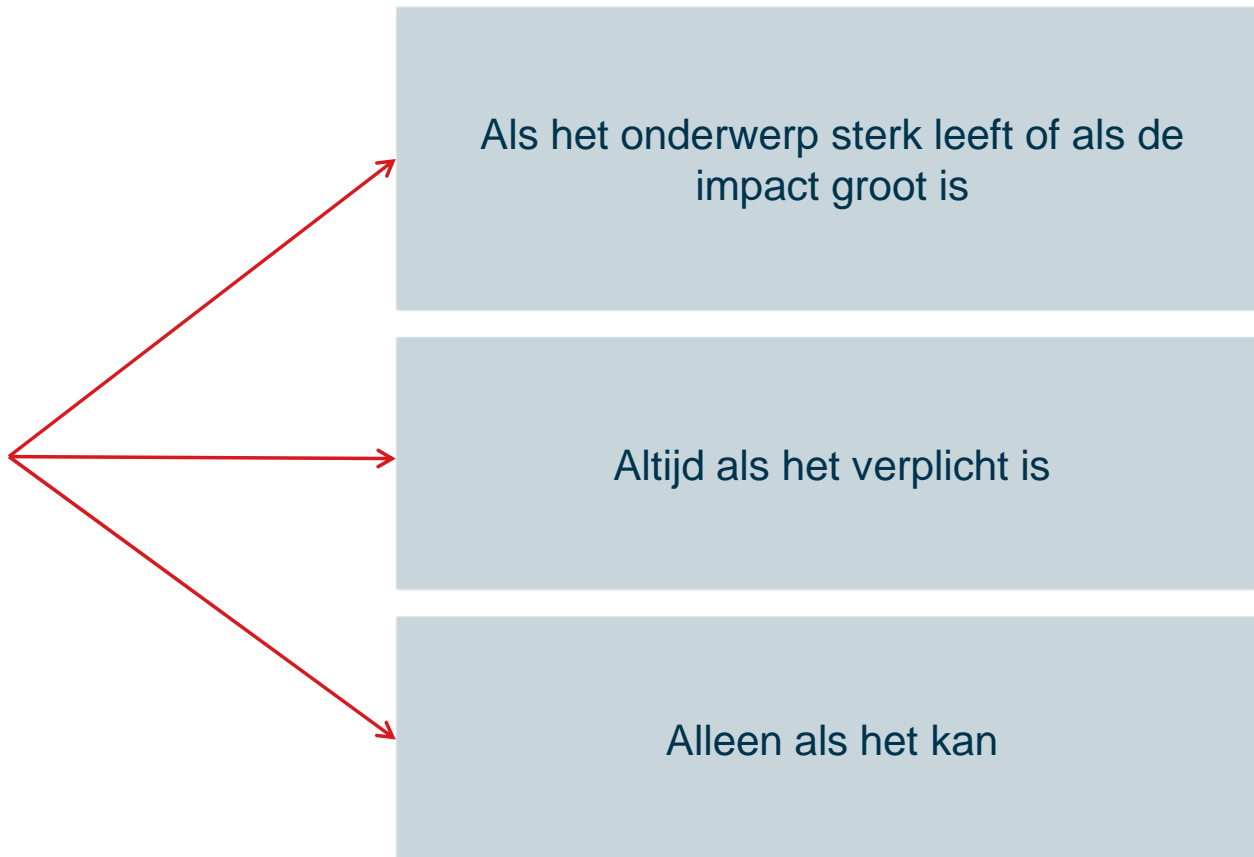 Als het onderwerp sterk leeft of als de
impact groot is
Altijd als het verplicht is
Alleen als het kan